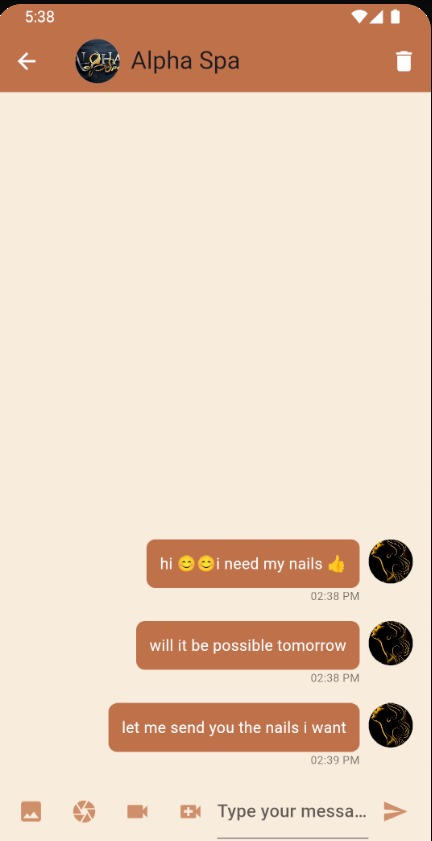 5:38
Alpha Spa
hi 😊😊i need my nails 👍
02:38 PM
will it be possible tomorrow
02:38 PM
let me send you the nails i want
02:39 PM
Type your messa...